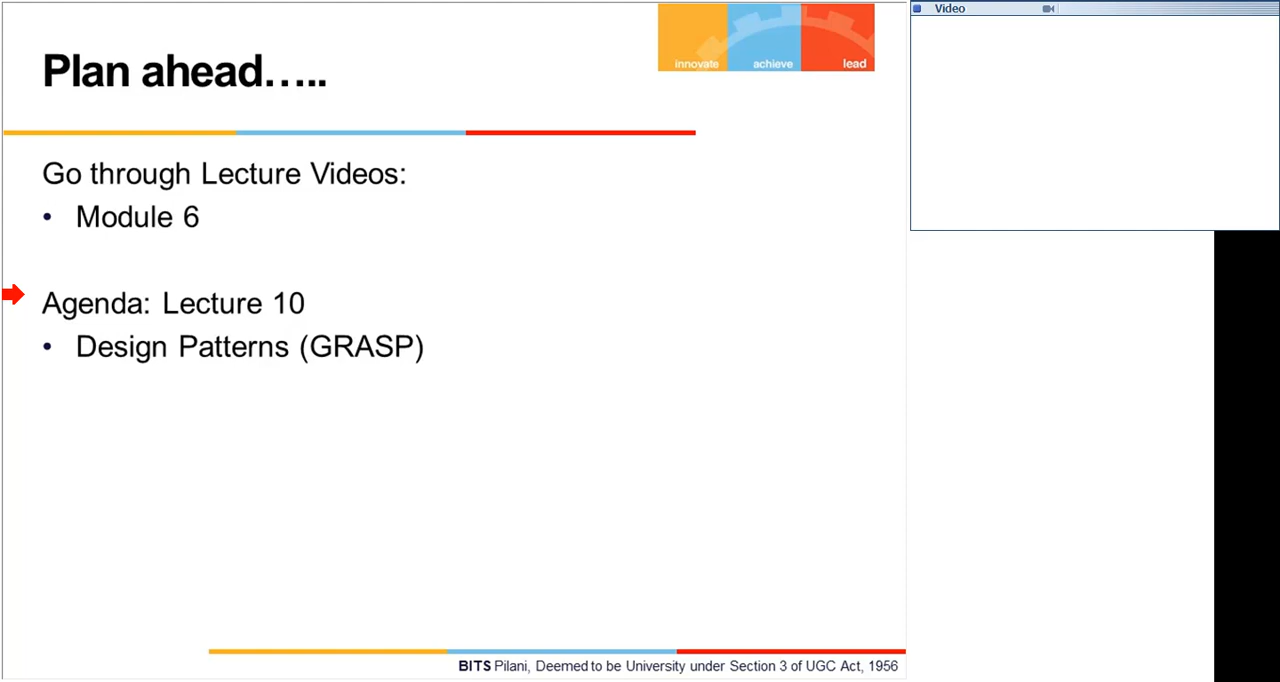 Plan ahead…..
innovate achieve lead
Go through Lecture Videos:
• Module 6
Agenda: Lecture 10
• Design Patterns (GRASP)
BITS Pilani, Deemed to be University under Section 3 of UGC Act, 1956
Video